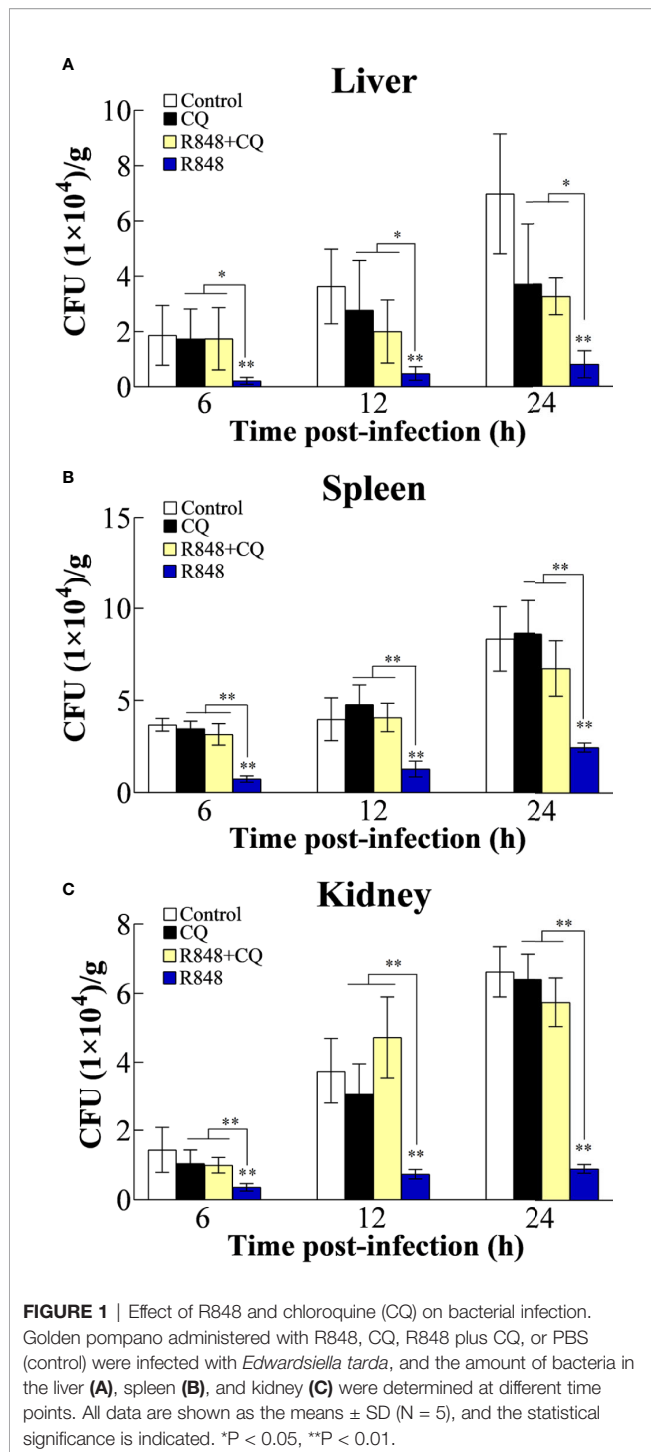 A
Liver
Control
CQ
R848+CQ
R848
CFU (1×10⁴)/g
10
8
6
4
2
0
*
**
*
**
*
**
6 12 24
Time post-infection (h)
B
Spleen
Control
CQ
R848+CQ
R848
CFU (1×10⁴)/g
15
10
5
0
**
**
**
**
**
**
6 12 24
Time post-infection (h)
C
Kidney
Control
CQ
R848+CQ
R848
CFU (1×10⁴)/g
8
6
4
2
0
**
**
**
**
**
**
6 12 24
Time post-infection (h)
FIGURE 1 | Effect of R848 and chloroquine (CQ) on bacterial infection.
Golden pompano administered with R848, CQ, R848 plus CQ, or PBS
(control) were infected with Edwardsiella tarda, and the amount of bacteria in
the liver (A), spleen (B), and kidney (C) were determined at different time
points. All data are shown as the means ± SD (N = 5), and the statistical
significance is indicated. *P < 0.05, **P < 0.01.